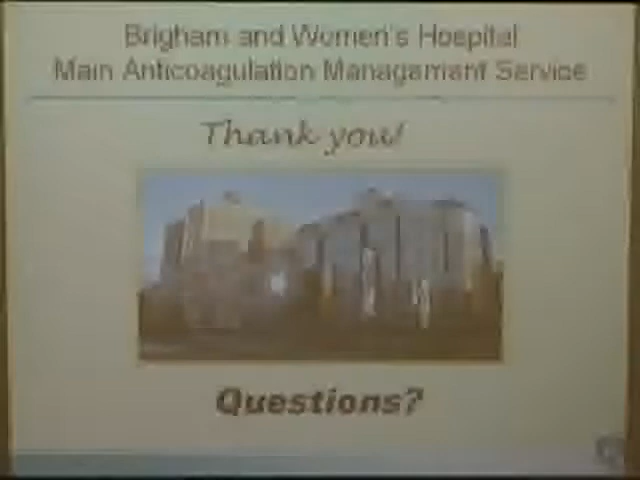 Brigham and Women's Hospital
Main Anticoagulation Management Service
Thank you!
Questions?